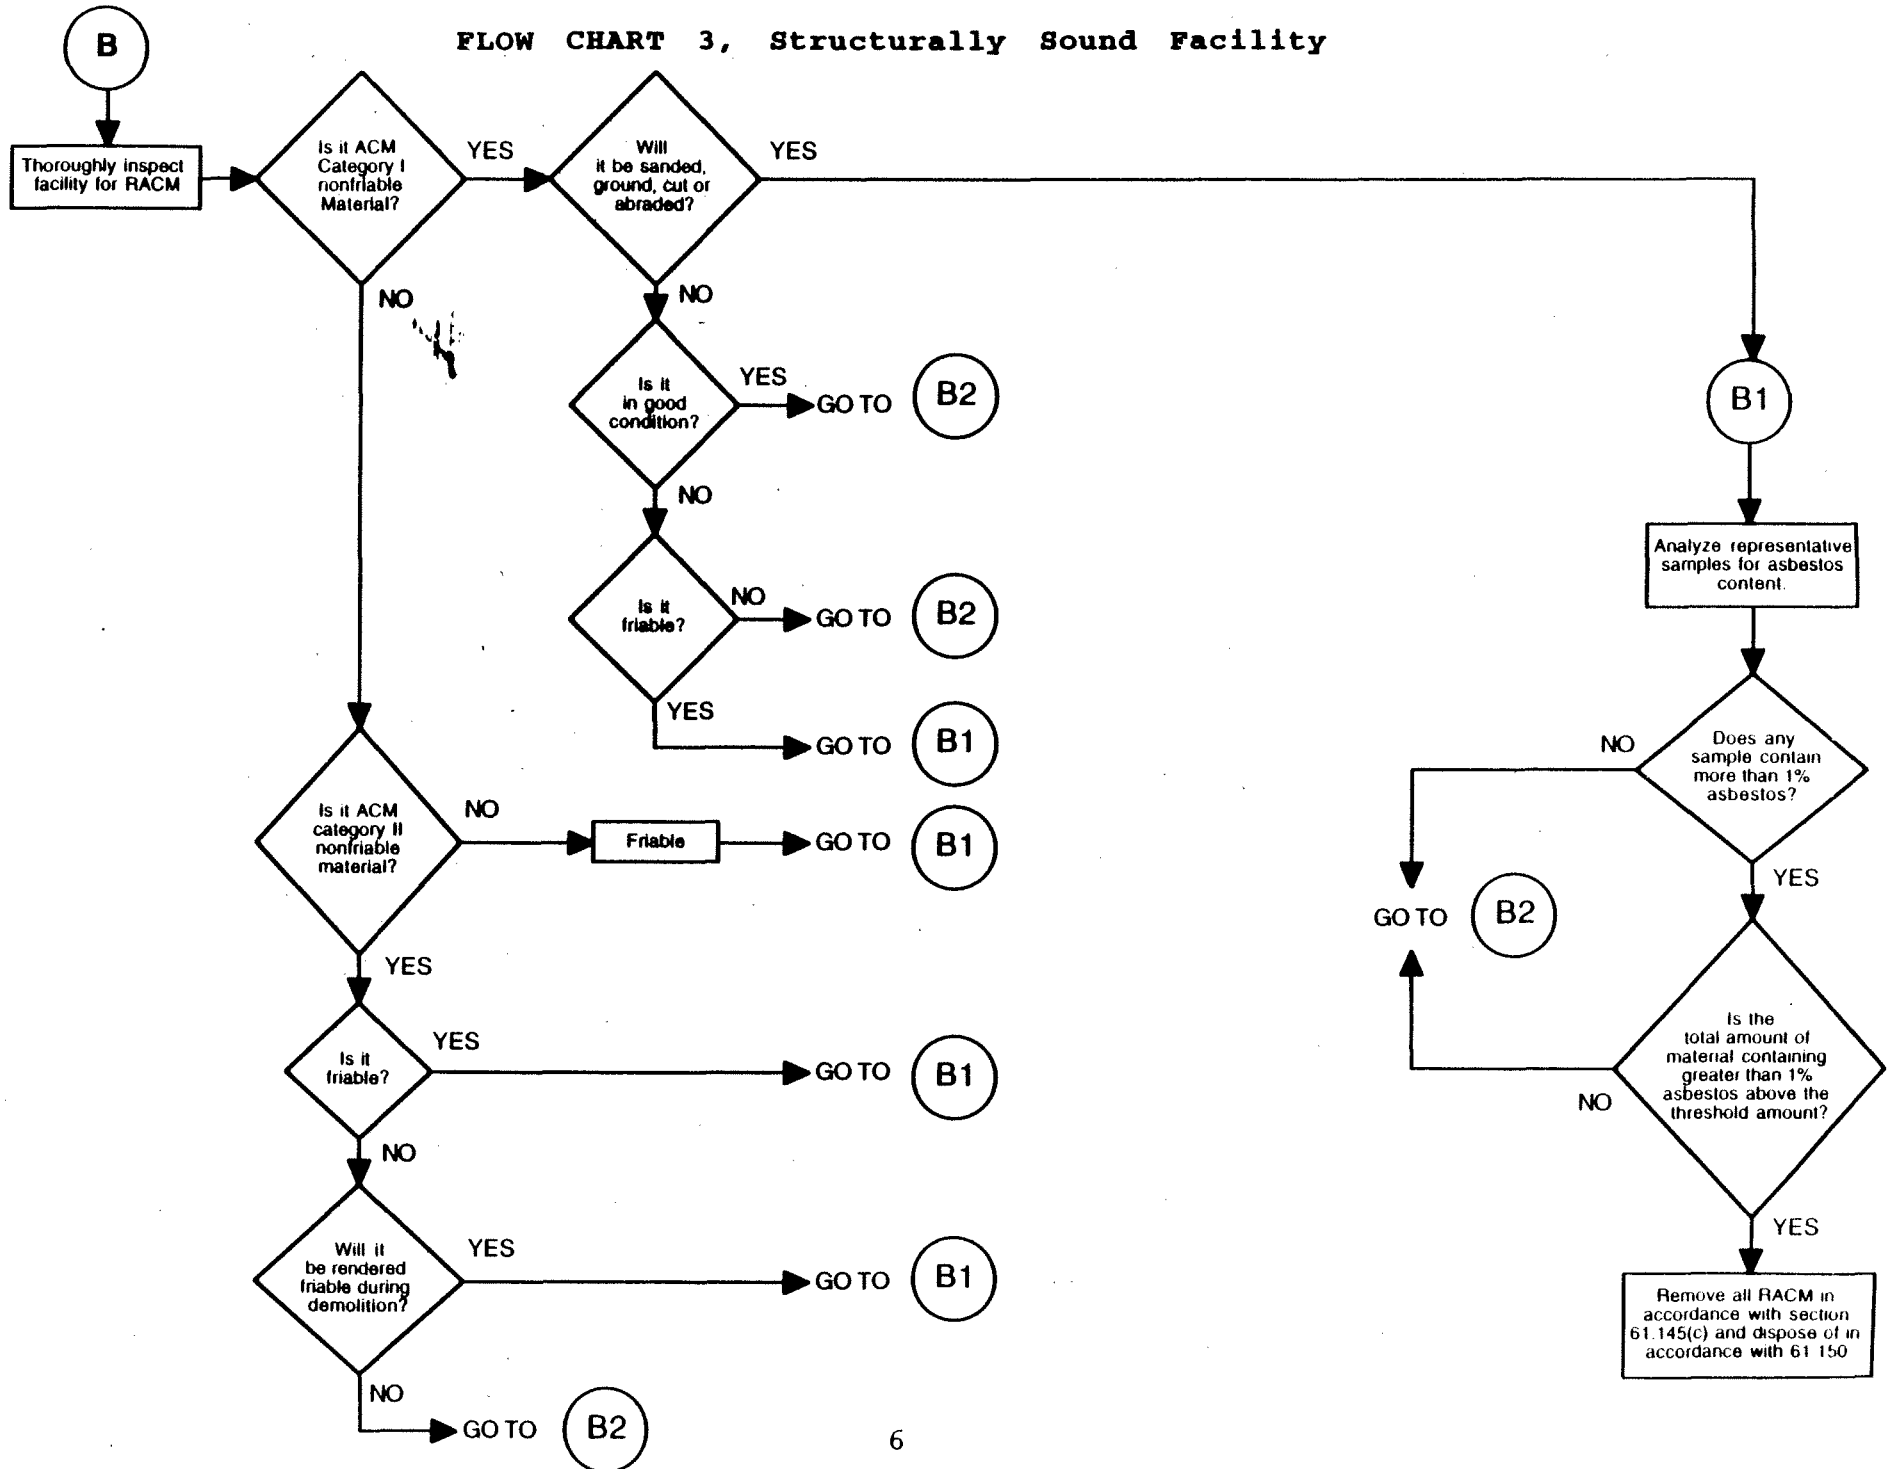 B
FLOW CHART 3, Structurally Sound Facility
Thoroughly inspect
facility for RACM
Is it ACM
Category I
nonfriable
Material?
YES
NO
Will
it be sanded,
ground, cut or
abraded?
YES
NO
Is it
in good
condition?
YES
GO TO
B2
NO
Is it
friable?
NO
GO TO
B2
YES
GO TO
B1
Is it ACM
category II
nonfriable
material?
NO
Friable
GO TO
B1
YES
Is it
friable?
YES
GO TO
B1
NO
Will it
be rendered
friable during
demolition?
YES
GO TO
B1
NO
GO TO
B2
B1
Analyze representative
samples for asbestos
content.
Does any
sample contain
more than 1%
asbestos?
NO
YES
GO TO
B2
Is the
total amount of
material containing
greater than 1%
asbestos above the
threshold amount?
NO
YES
Remove all RACM in
accordance with section
61.145(c) and dispose of in
accordance with 61 150
6